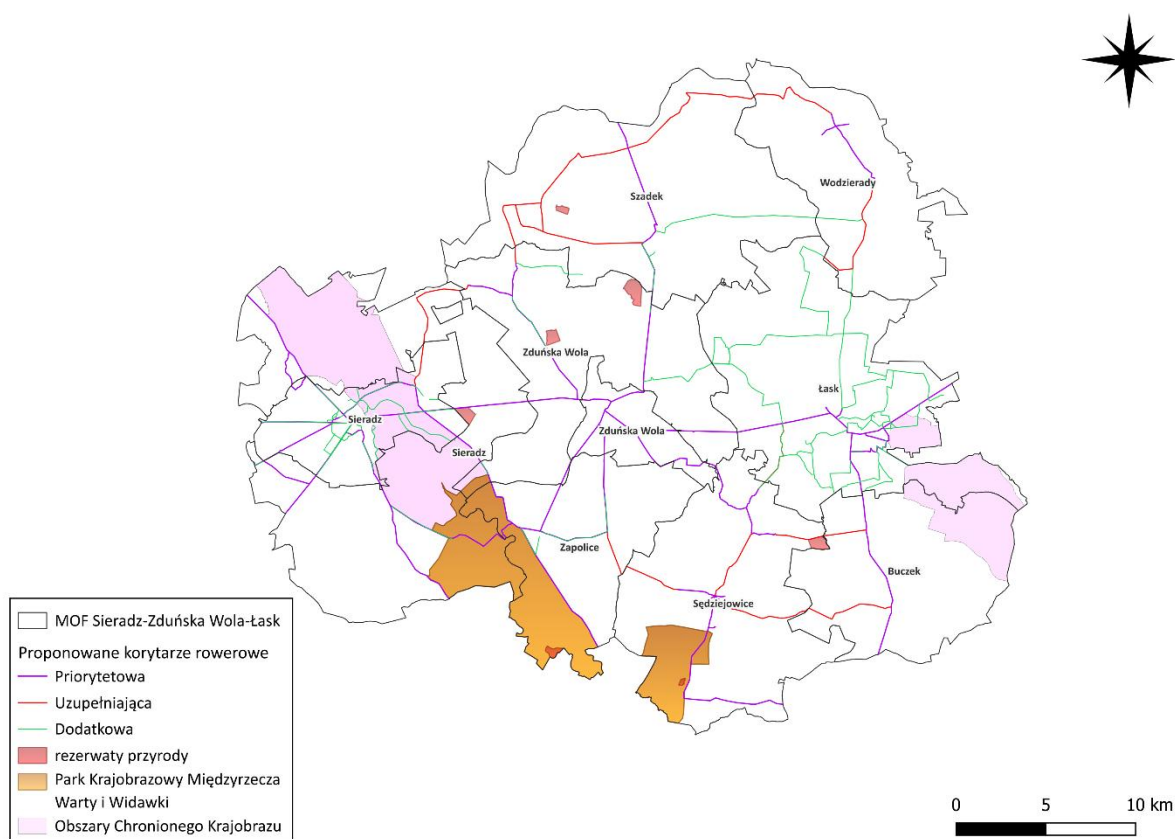 Szadek
Wodzierady
Zduńska Wola
Łask
Sieradz
Zduńska Wola
Sieradz
Zapolice
Buczek
Sędziejowice
MOF Sieradz-Zduńska Wola-Łask
Proponowane korytarze rowerowe
Priorytetowa
Uzupełniająca
Dodatkowa
rezerwaty przyrody
Park Krajobrazowy Międzyrzecza
Warty i Widawki
Obszary Chronionego Krajobrazu
0 5 10 km